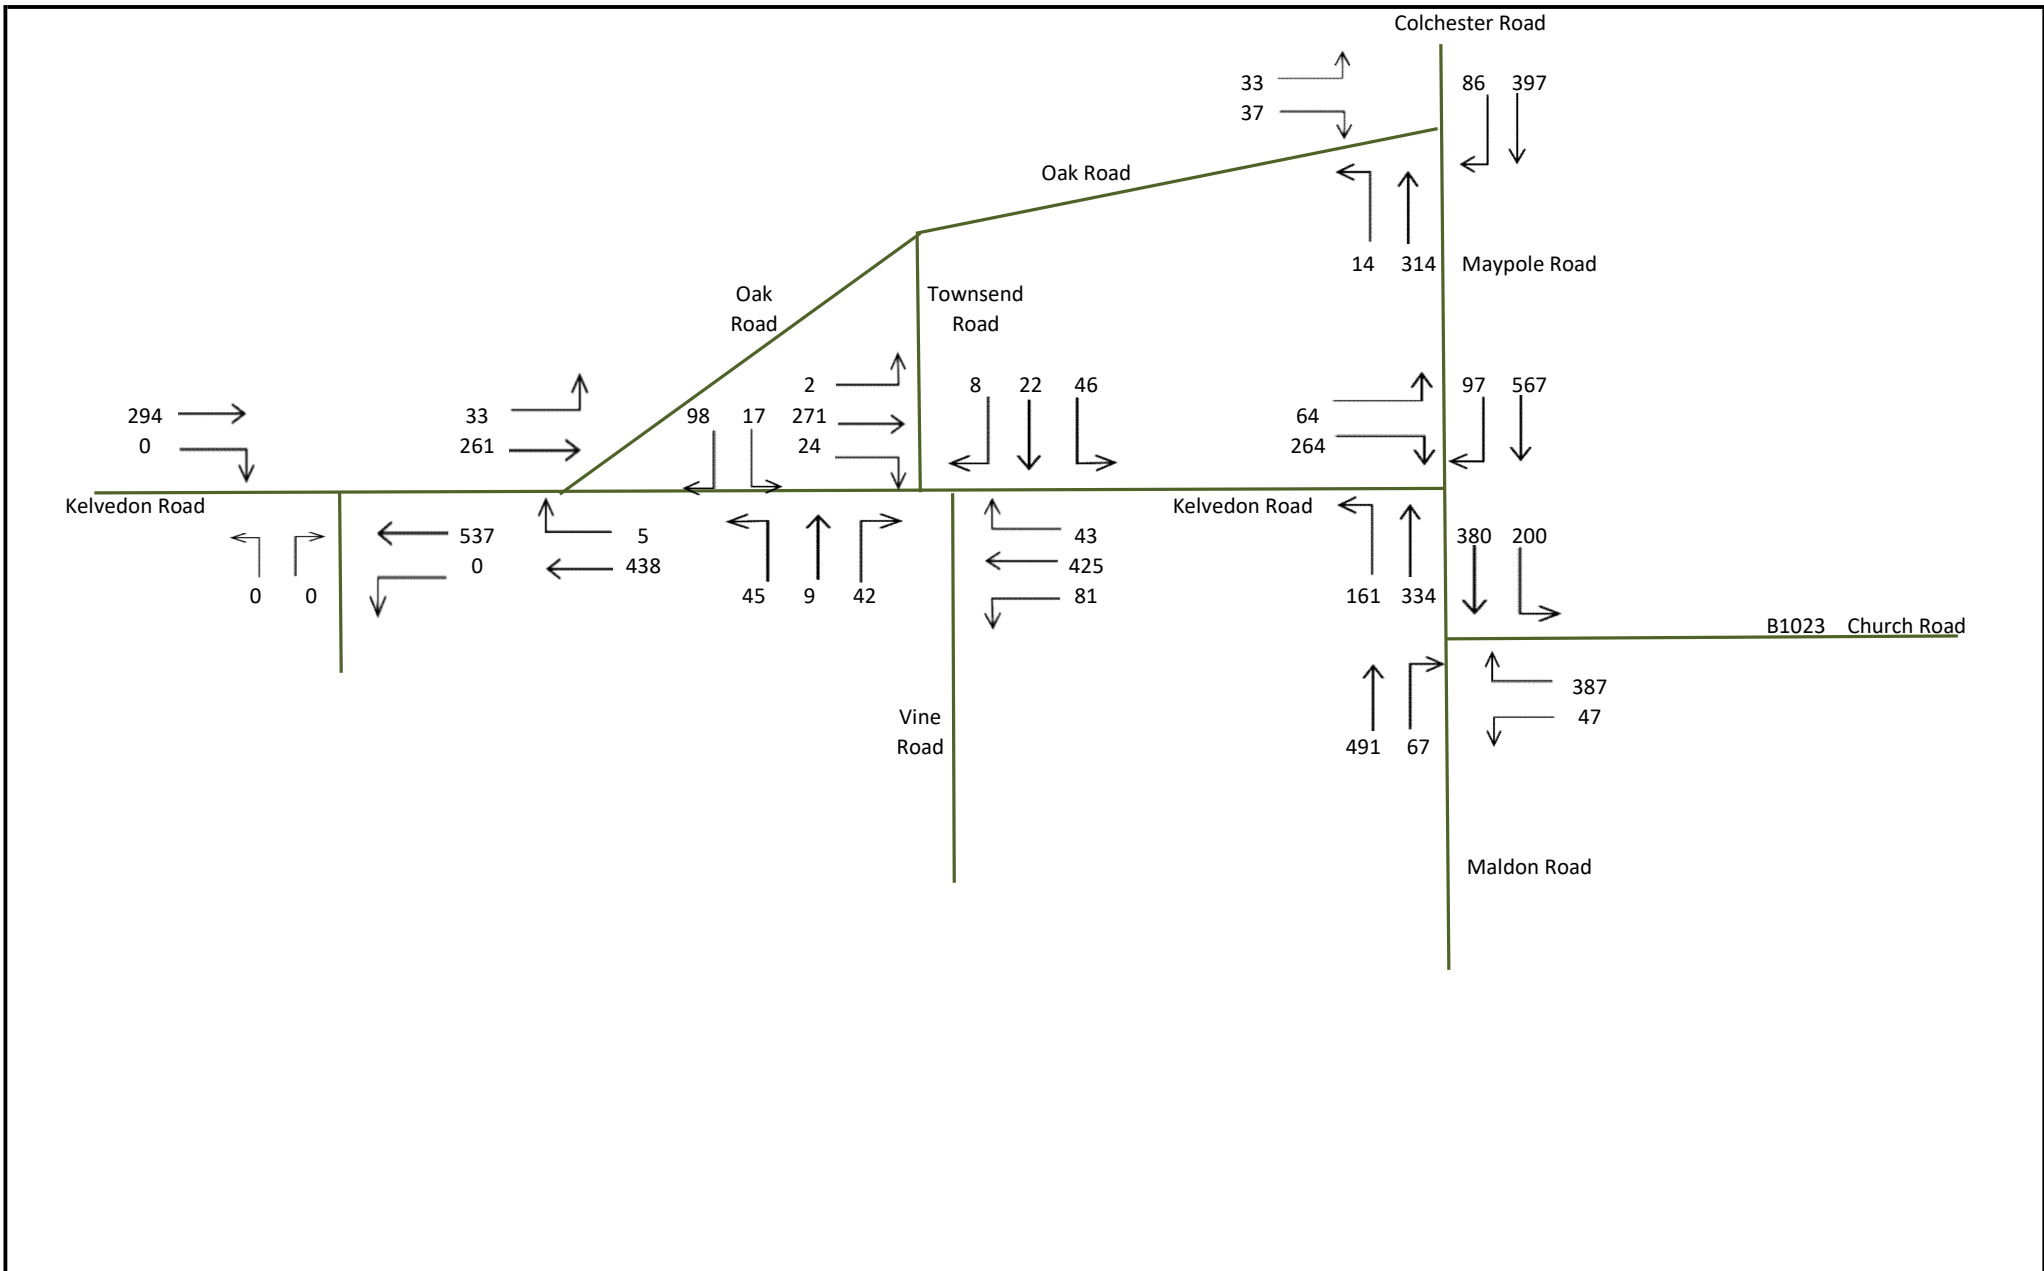 Colchester Road
33
86 397
37
Oak Road
14 314 Maypole Road
Oak
Road
Townsend
Road
2
8 22 46
97 567
294
33
98 17 271
64
0
261
24
264
Kelvedon Road
Kelvedon Road
537
5
43
380 200
0
438
425
0 0
45 9 42
81
161 334
B1023 Church Road
387
Vine
Road
47
491 67
Maldon Road